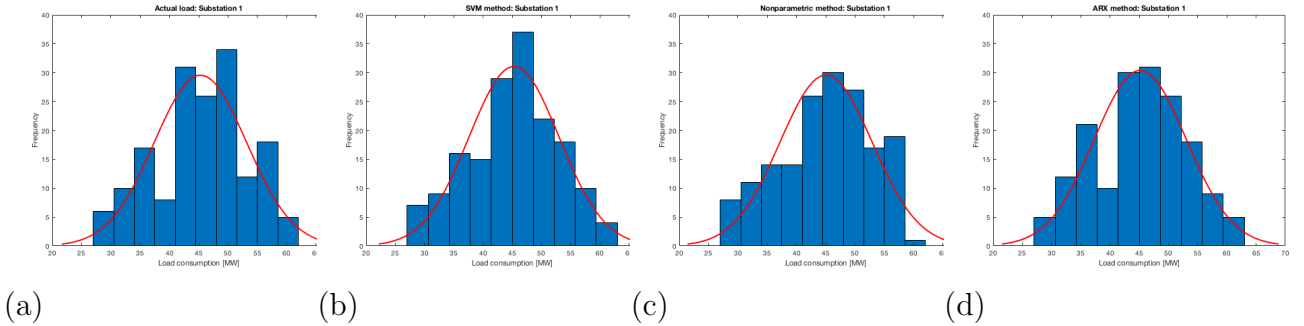 Actual load: Substation 1
40
35
30
25
20
15
10
5
0
Frequency
20 25 30 35 40 45 50 55 60 6
Load consumption [MW]
(a)
SVM method: Substation 1
40
35
30
25
20
15
10
5
0
Frequency
20 25 30 35 40 45 50 55 60 65
Load consumption [MW]
(b)
Nonparametric method: Substation 1
40
35
30
25
20
15
10
5
0
Frequency
20 25 30 35 40 45 50 55 60 6
Load consumption [MW]
(c)
ARX method: Substation 1
40
35
30
25
20
15
10
5
0
Frequency
20 25 30 35 40 45 50 55 60 65 70
Load consumption [MW]
(d)